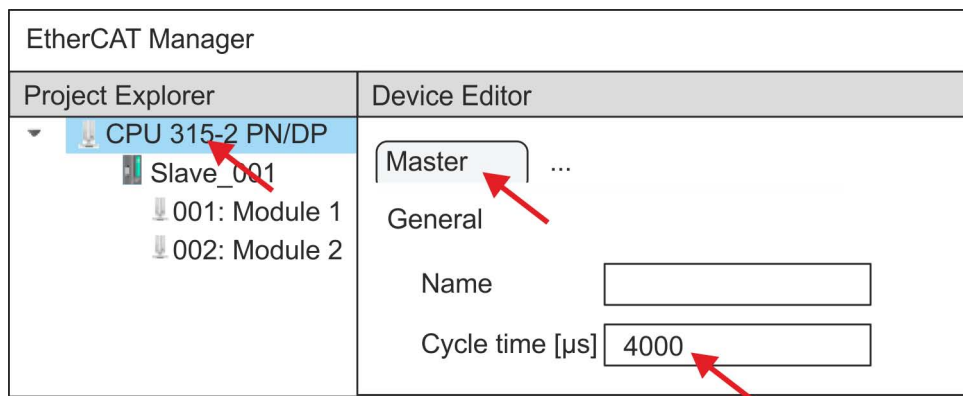 EtherCAT Manager
Project Explorer
Device Editor
CPU 315-2 PN/DP
Slave_001
001: Module 1
002: Module 2
Master
...
General
Name
Cycle time [µs]
4000